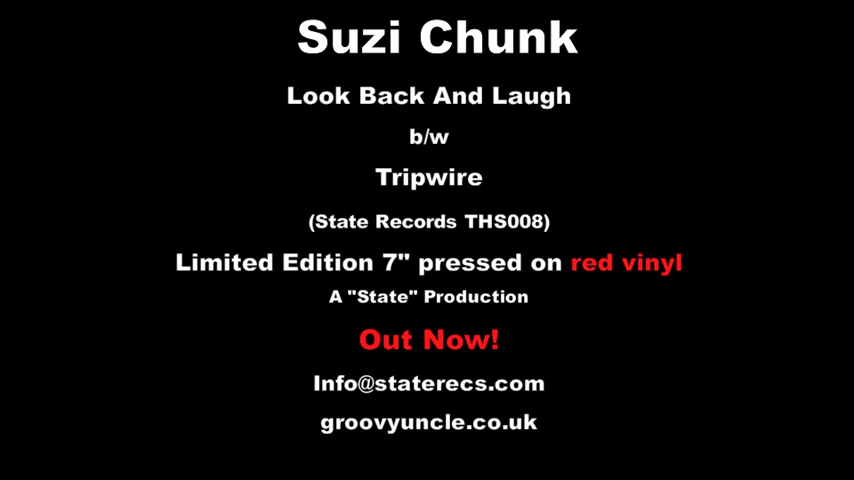 Suzi Chunk
Look Back And Laugh
b/w
Tripwire
(State Records THS008)
Limited Edition 7" pressed on red vinyl
A "State" Production
Out Now!
Info@staterecs.com
groovyuncle.co.uk